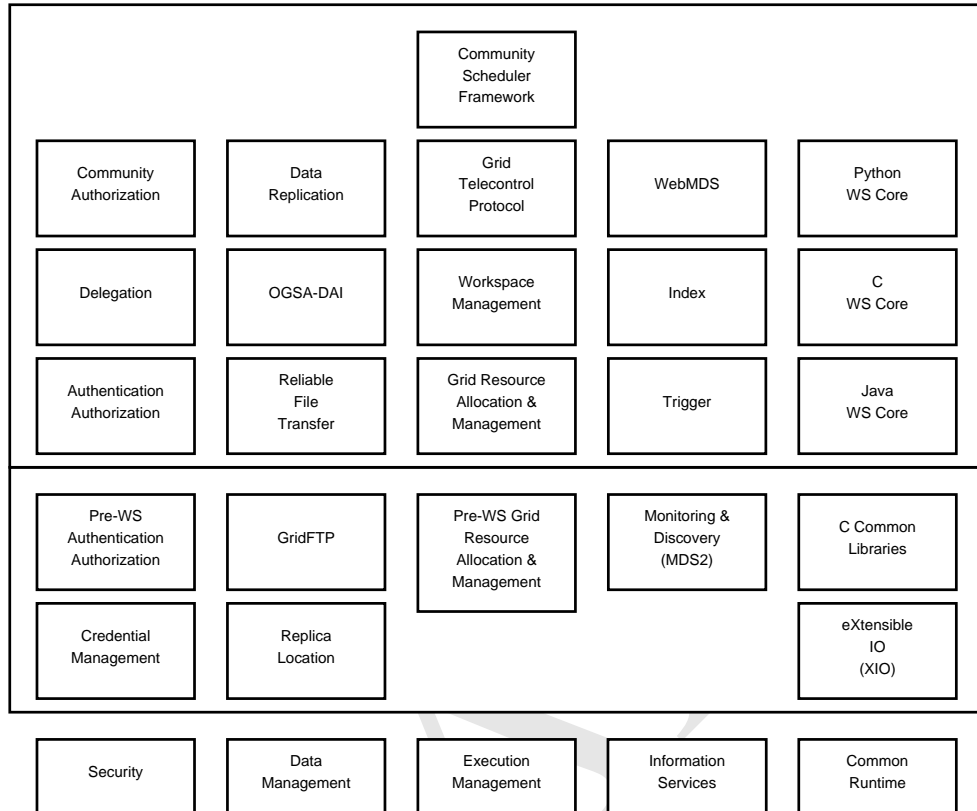 Community
Scheduler
Framework
Community
Authorization
Data
Replication
Grid
Telecontrol
Protocol
WebMDS
Python
WS Core
Delegation
OGSA-DAI
Workspace
Management
Index
C
WS Core
Authentication
Authorization
Reliable
File
Transfer
Grid Resource
Allocation &
Management
Trigger
Java
WS Core
Pre-WS
Authentication
Authorization
GridFTP
Pre-WS Grid
Resource
Allocation &
Management
Monitoring &
Discovery
(MDS2)
C Common
Libraries
Credential
Management
Replica
Location
eXtensible
IO
(XIO)
Security
Data
Management
Execution
Management
Information
Services
Common
Runtime